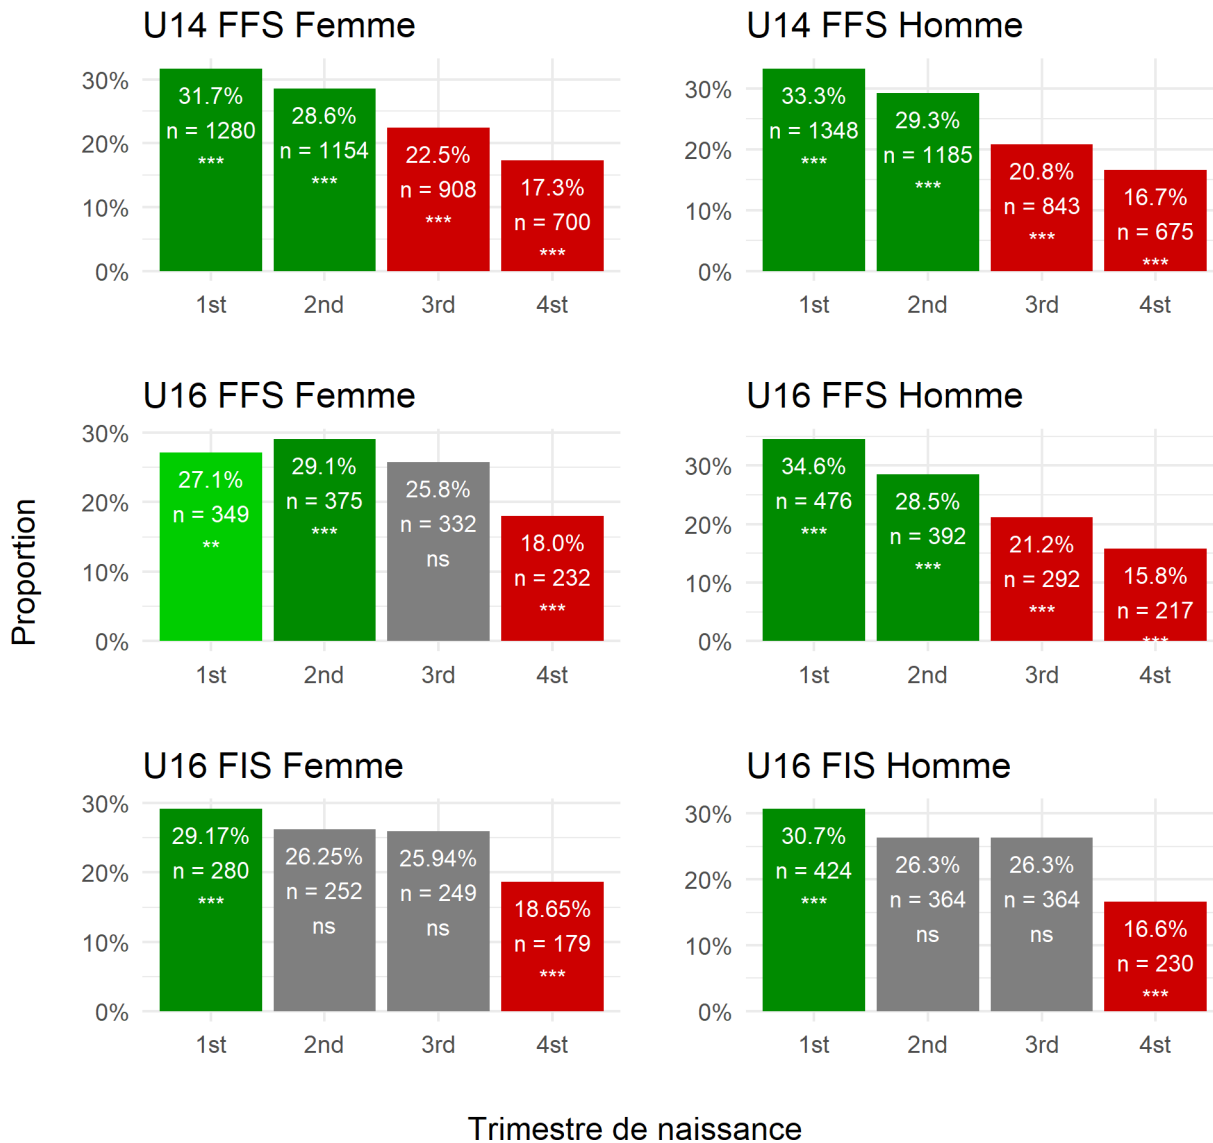 U14 FFS Femme
30%
20%
10%
0%
31.7%
n = 1280
***
28.6%
n = 1154
***
22.5%
n = 908
***
17.3%
n = 700
***
1st
2nd
3rd
4st
U14 FFS Homme
30%
20%
10%
0%
33.3%
n = 1348
***
29.3%
n = 1185
***
20.8%
n = 843
***
16.7%
n = 675
***
1st
2nd
3rd
4st
Proportion
U16 FFS Femme
30%
20%
10%
0%
27.1%
n = 349
**
29.1%
n = 375
***
25.8%
n = 332
ns
18.0%
n = 232
***
1st
2nd
3rd
4st
U16 FFS Homme
30%
20%
10%
0%
34.6%
n = 476
***
28.5%
n = 392
***
21.2%
n = 292
***
15.8%
n = 217
***
1st
2nd
3rd
4st
U16 FIS Femme
30%
20%
10%
0%
29.17%
n = 280
***
26.25%
n = 252
ns
25.94%
n = 249
ns
18.65%
n = 179
***
1st
2nd
3rd
4st
U16 FIS Homme
30%
20%
10%
0%
30.7%
n = 424
***
26.3%
n = 364
ns
26.3%
n = 364
ns
16.6%
n = 230
***
1st
2nd
3rd
4st
Trimestre de naissance